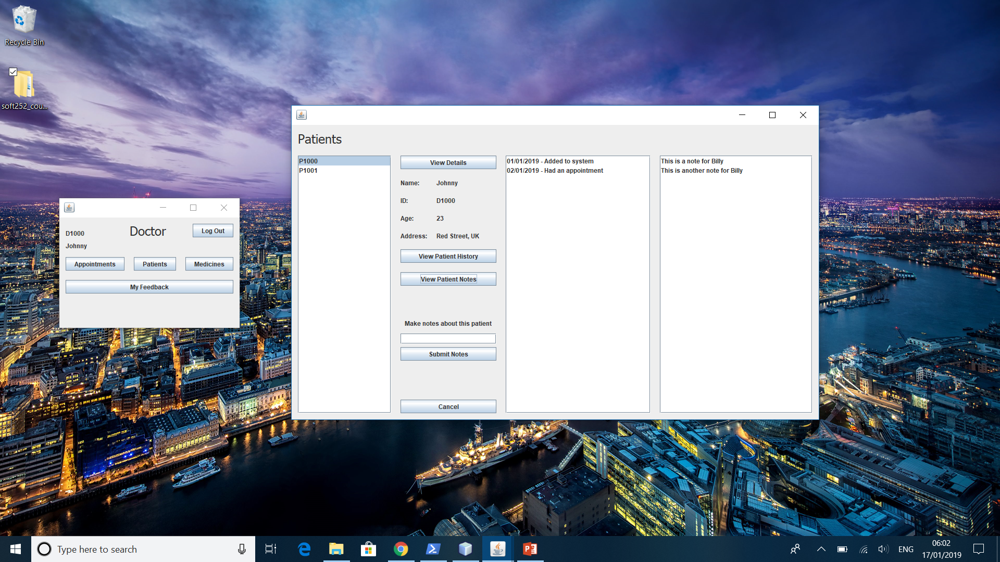 Recycle Bin
soft252_cou...
D1000
Doctor
Log Out
Johnny
Appointments
Patients
Medicines
My Feedback
Patients
P1000
P1001
View Details
Name: Johnny
ID: D1000
Age: 23
Address: Red Street, UK
View Patient History
View Patient Notes
Make notes about this patient
Submit Notes
Cancel
01/01/2019 - Added to system
02/01/2019 - Had an appointment
This is a note for Billy
This is another note for Billy
Type here to search
ENG
06:02
17/01/2019